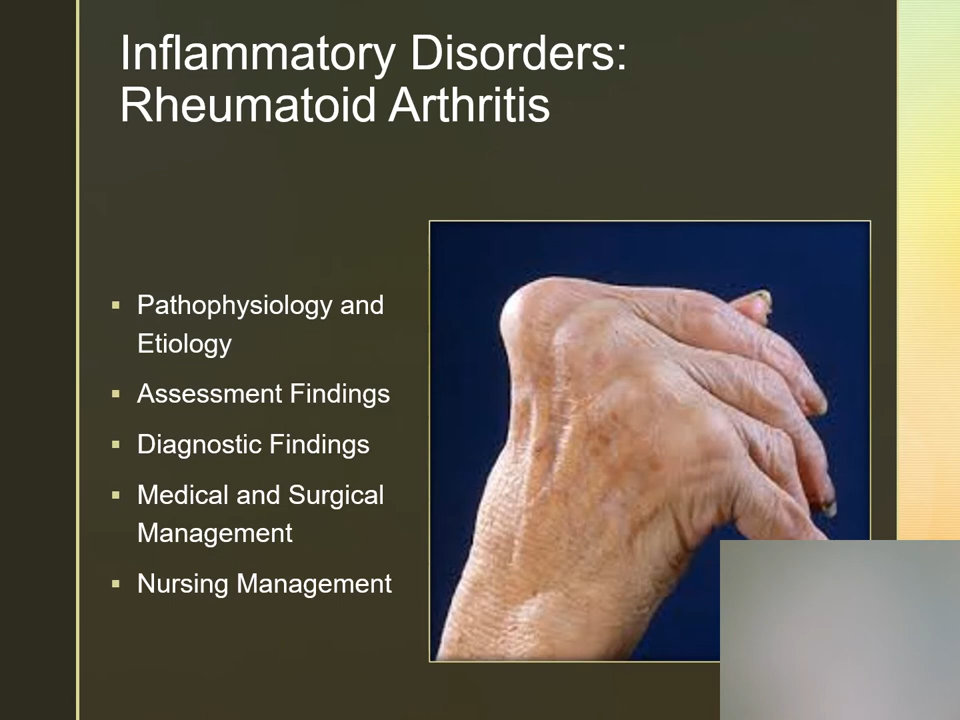 Inflammatory Disorders:
Rheumatoid Arthritis
▪ Pathophysiology and
Etiology
▪ Assessment Findings
▪ Diagnostic Findings
▪ Medical and Surgical
Management
▪ Nursing Management